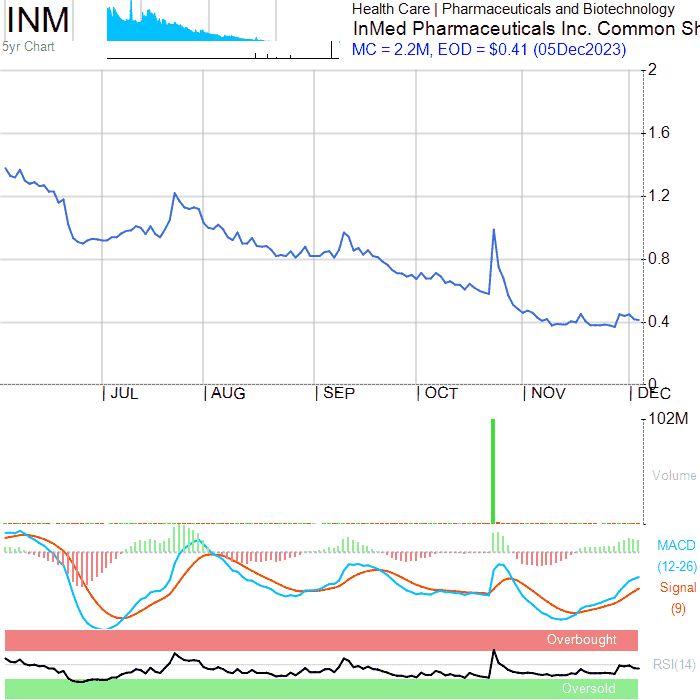 INM
Health Care | Pharmaceuticals and Biotechnology
InMed Pharmaceuticals Inc. Common Sh
5yr Chart
MC = 2.2M, EOD = $0.41 (05Dec2023)
2
1.6
1.2
0.8
0.4
0
| JUL | AUG | SEP | OCT | NOV | DEC
102M
Volume
MACD
(12-26)
Signal
(9)
Overbought
RSI(14)
Oversold